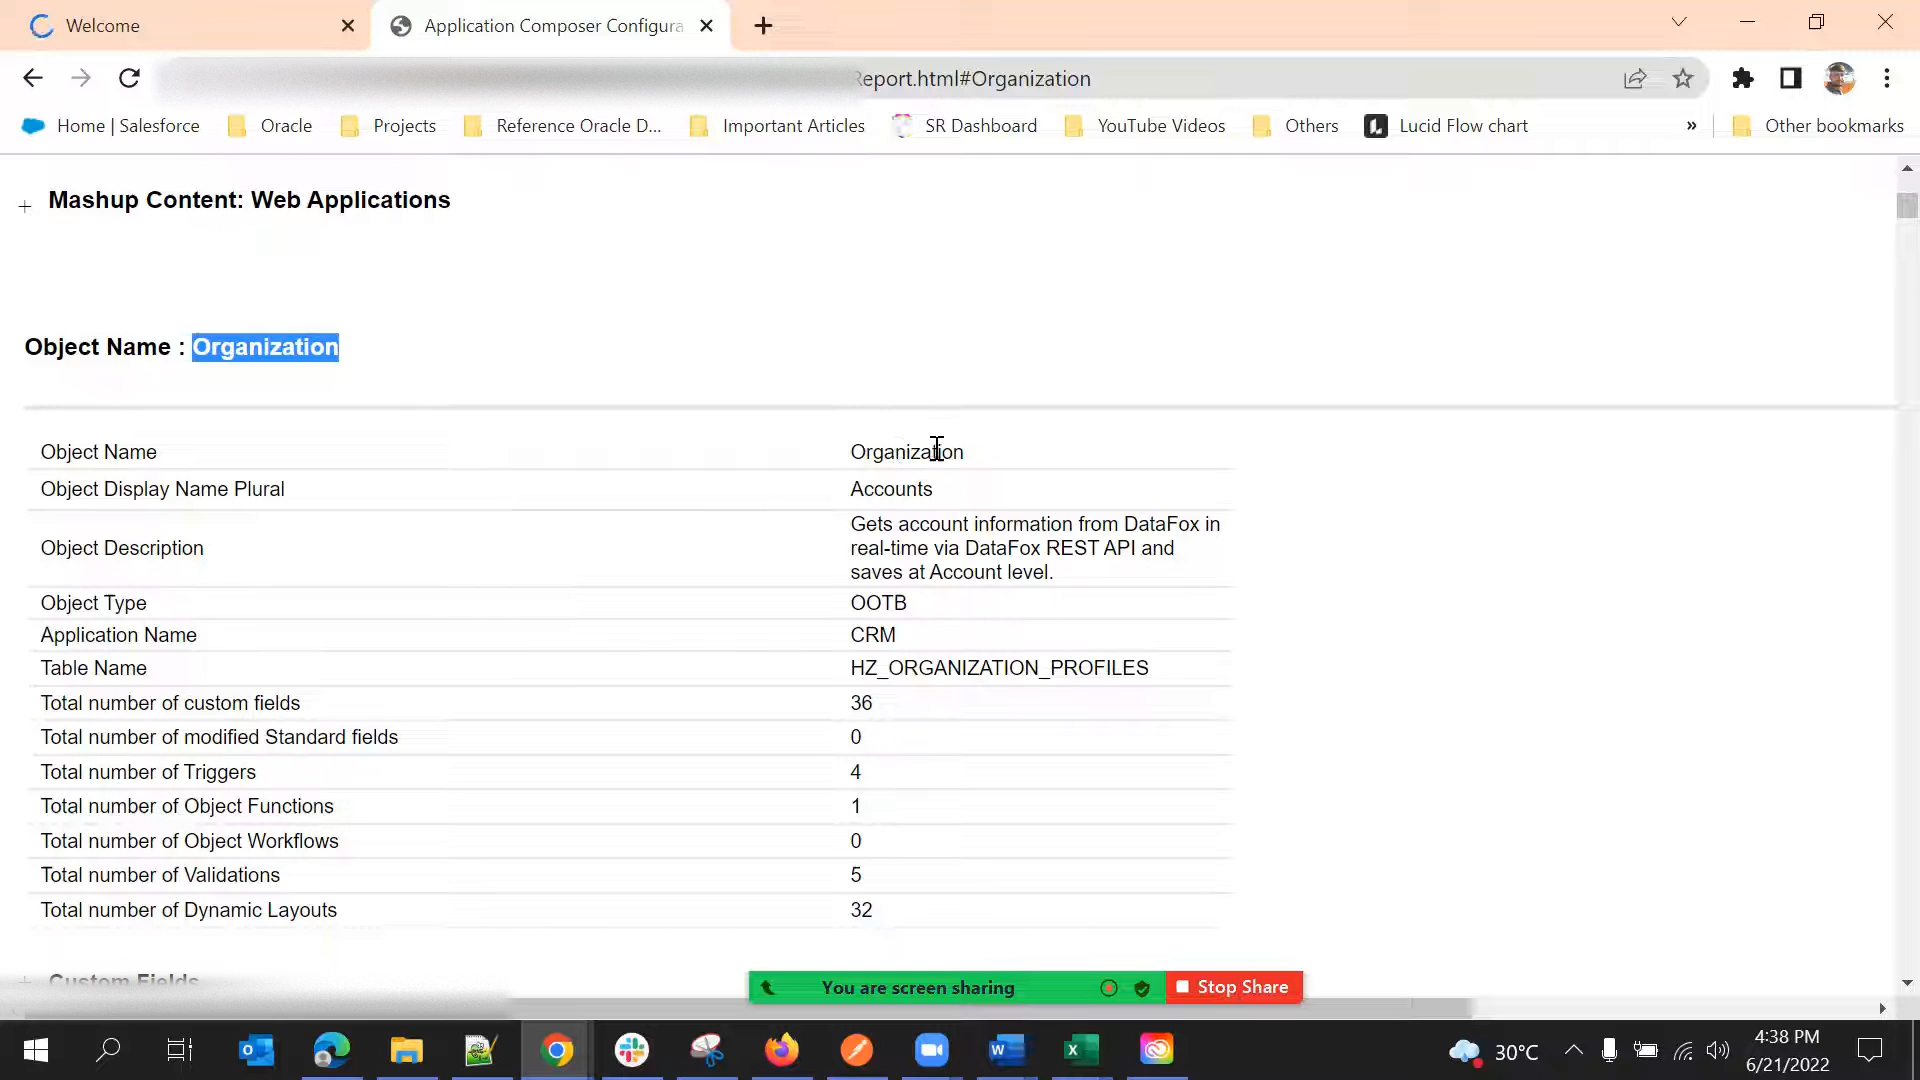 Welcome
Application Composer Configura
Report.html#Organization
Home | Salesforce
Oracle
Projects
Reference Oracle D...
Important Articles
SR Dashboard
YouTube Videos
Others
Lucid Flow chart
»
Other bookmarks
+ Mashup Content: Web Applications
Object Name : Organization
Object Name Organization
Object Display Name Plural Accounts
Object Description Gets account information from DataFox in
real-time via DataFox REST API and
saves at Account level.
Object Type OOTB
Application Name CRM
Table Name HZ_ORGANIZATION_PROFILES
Total number of custom fields 36
Total number of modified Standard fields 0
Total number of Triggers 4
Total number of Object Functions 1
Total number of Object Workflows 0
Total number of Validations 5
Total number of Dynamic Layouts 32
Custom Fields
You are screen sharing
Stop Share
30°C
4:38 PM
6/21/2022